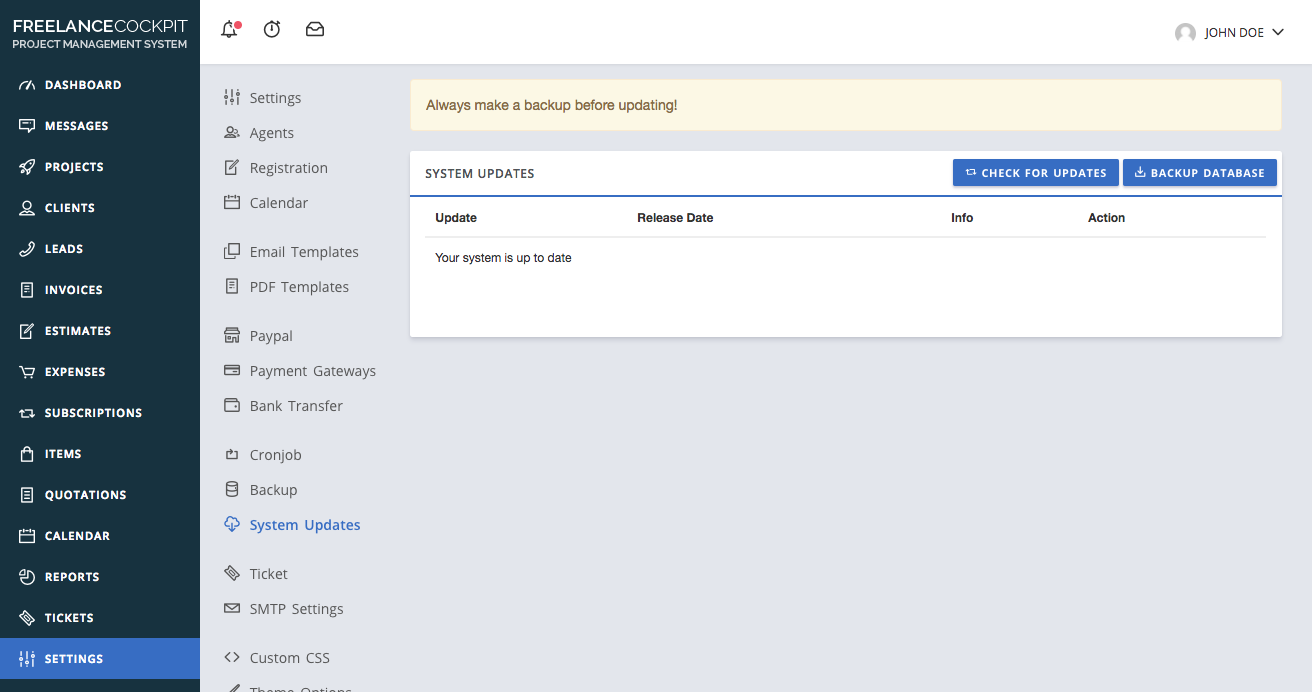 FREELANCECOCKPIT
PROJECT MANAGEMENT SYSTEM
DASHBOARD
MESSAGES
PROJECTS
CLIENTS
LEADS
INVOICES
ESTIMATES
EXPENSES
SUBSCRIPTIONS
ITEMS
QUOTATIONS
CALENDAR
REPORTS
TICKETS
SETTINGS
JOHN DOE
Settings
Agents
Registration
Calendar
Email Templates
PDF Templates
Paypal
Payment Gateways
Bank Transfer
Cronjob
Backup
System Updates
Ticket
SMTP Settings
Custom CSS
Theme Options
Always make a backup before updating!
SYSTEM UPDATES CHECK FOR UPDATES BACKUP DATABASE
Update Release Date Info Action
Your system is up to date